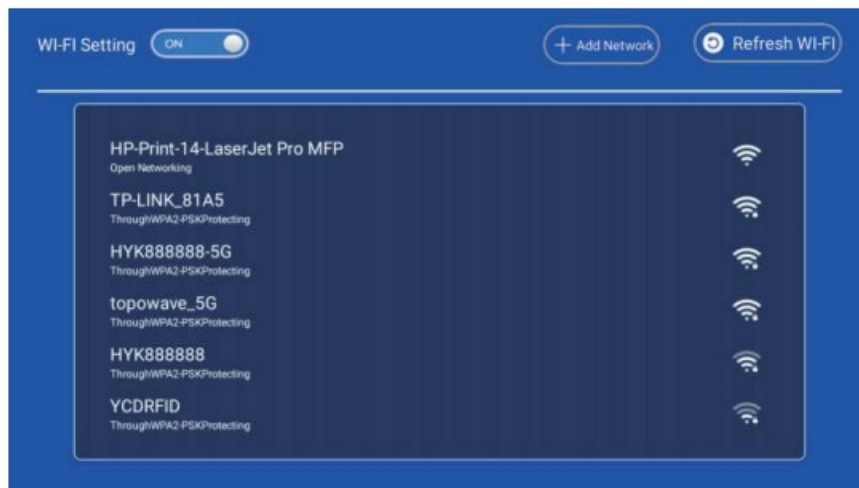 WI-FI Setting ON + Add Network Refresh WI-FI
HP-Print-14-LaserJet Pro MFP
Open Networking
TP-LINK_81A5
ThroughWPA2-PSKProtecting
HYK888888-5G
ThroughWPA2-PSKProtecting
topowave_5G
ThroughWPA2-PSKProtecting
HYK888888
ThroughWPA2-PSKProtecting
YCDRFID
ThroughWPA2-PSKProtecting